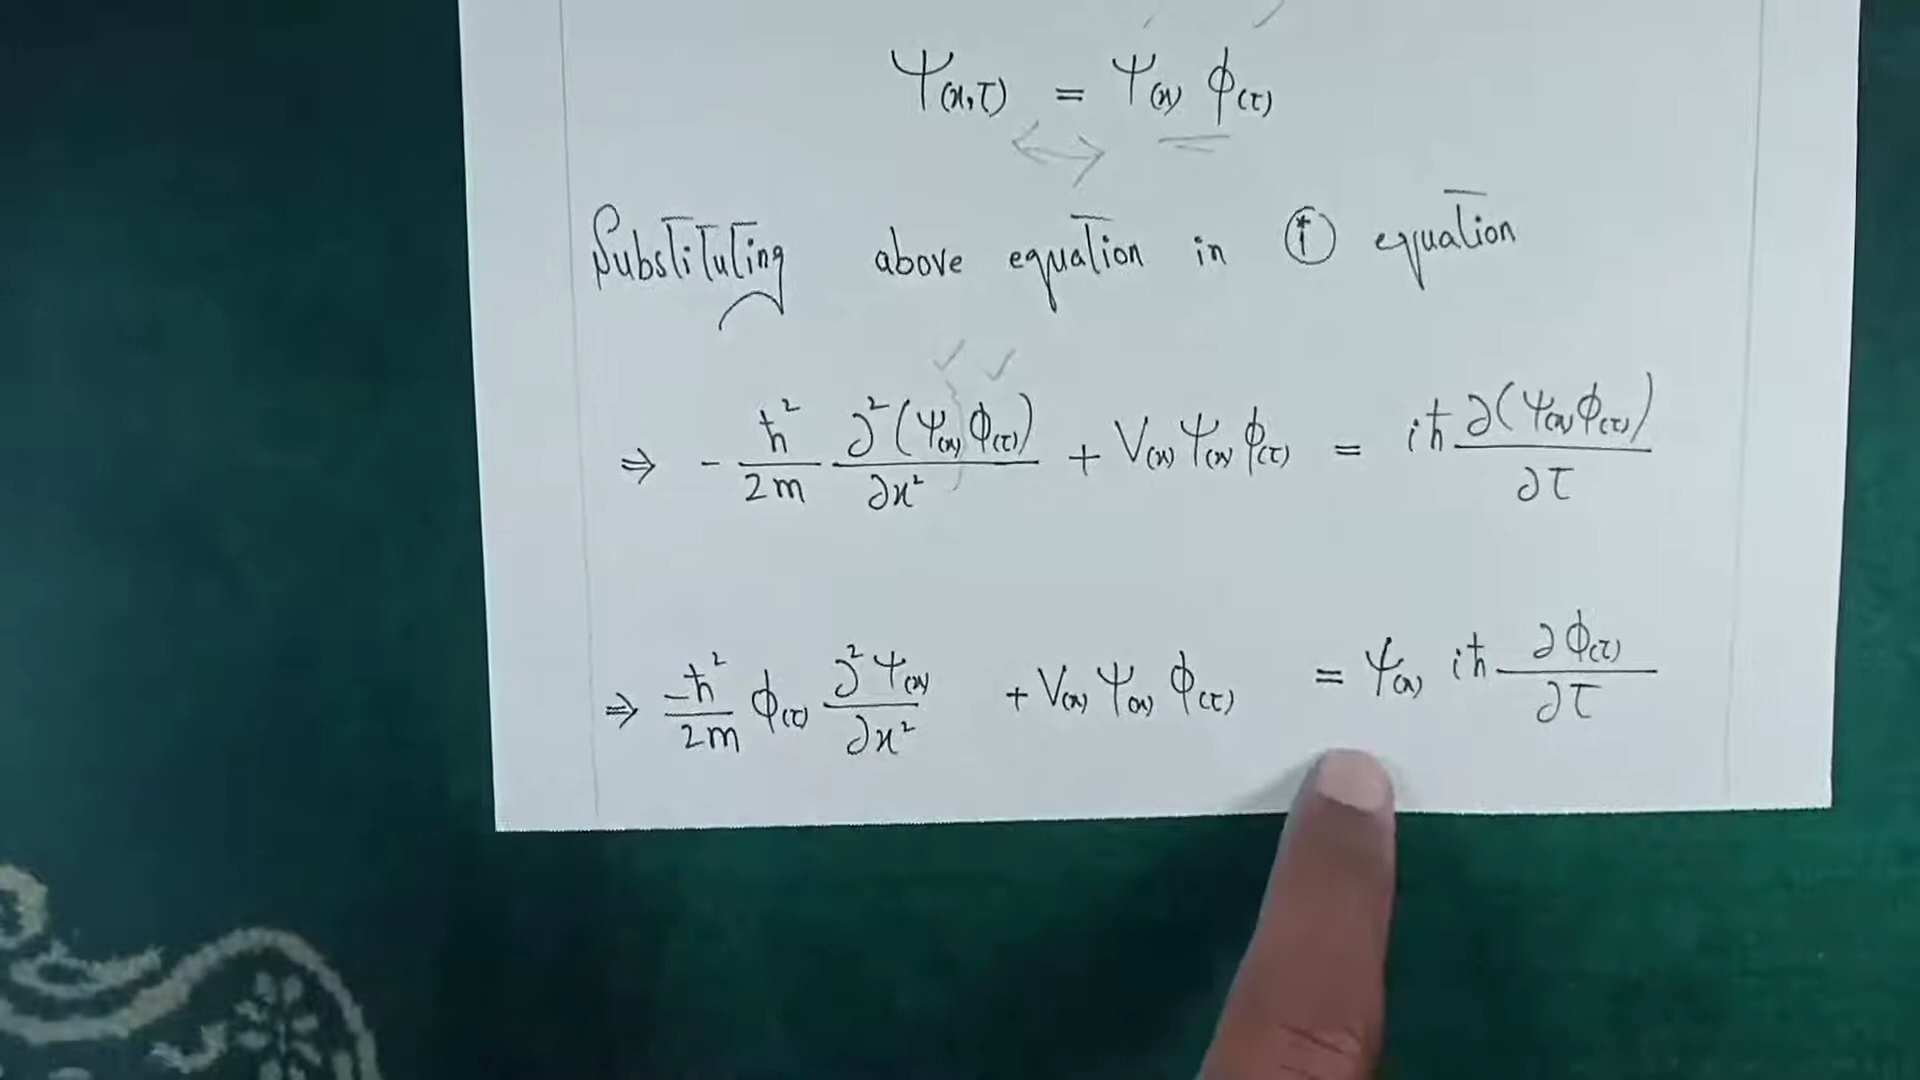 Ψ(x,t) = Ψ(x) ϕ(t)
Substituting above equation in ① equation
⇒ - ℏ²/2m ∂²(Ψ(x)ϕ(t))/∂x² + V(x)Ψ(x)ϕ(t) = iℏ ∂(Ψ(x)ϕ(t))/∂t
⇒ -ℏ²/2m ϕ(t) ∂²Ψ(x)/∂x² + V(x)Ψ(x)ϕ(t) = Ψ(x) iℏ ∂ϕ(t)/∂t